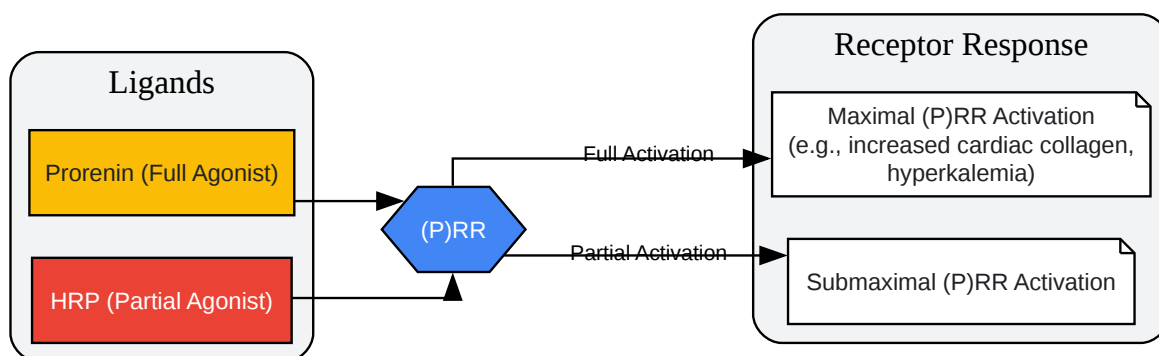 Ligands
Prorenin (Full Agonist)
HRP (Partial Agonist)
(P)RR
Full Activation
Partial Activation
Receptor Response
Maximal (P)RR Activation
(e.g., increased cardiac collagen,
hyperkalemia)
Submaximal (P)RR Activation